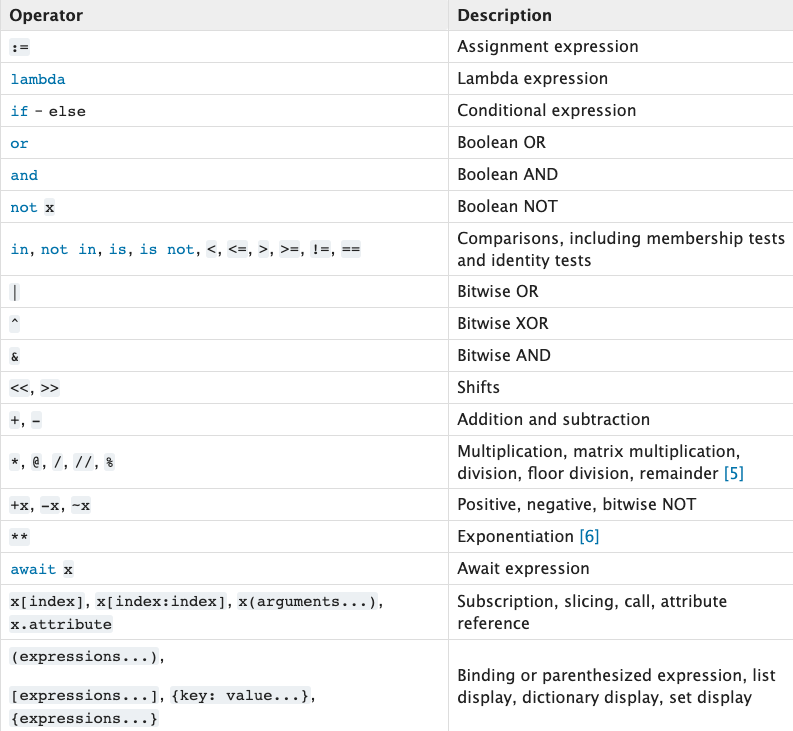 Operator Description
:= Assignment expression
lambda Lambda expression
if – else Conditional expression
or Boolean OR
and Boolean AND
not x Boolean NOT
in, not in, is, is not, <, <=, >, >=, !=, == Comparisons, including membership tests
and identity tests
| Bitwise OR
^ Bitwise XOR
& Bitwise AND
<<, >> Shifts
+, - Addition and subtraction
*, @, /, //, % Multiplication, matrix multiplication,
division, floor division, remainder [5]
+x, -x, ~x Positive, negative, bitwise NOT
** Exponentiation [6]
await x Await expression
x[index], x[index:index], x(arguments...), Subscription, slicing, call, attribute
x.attribute reference
(expressions...),
[expressions...], {key: value...}, Binding or parenthesized expression, list
{expressions...} display, dictionary display, set display